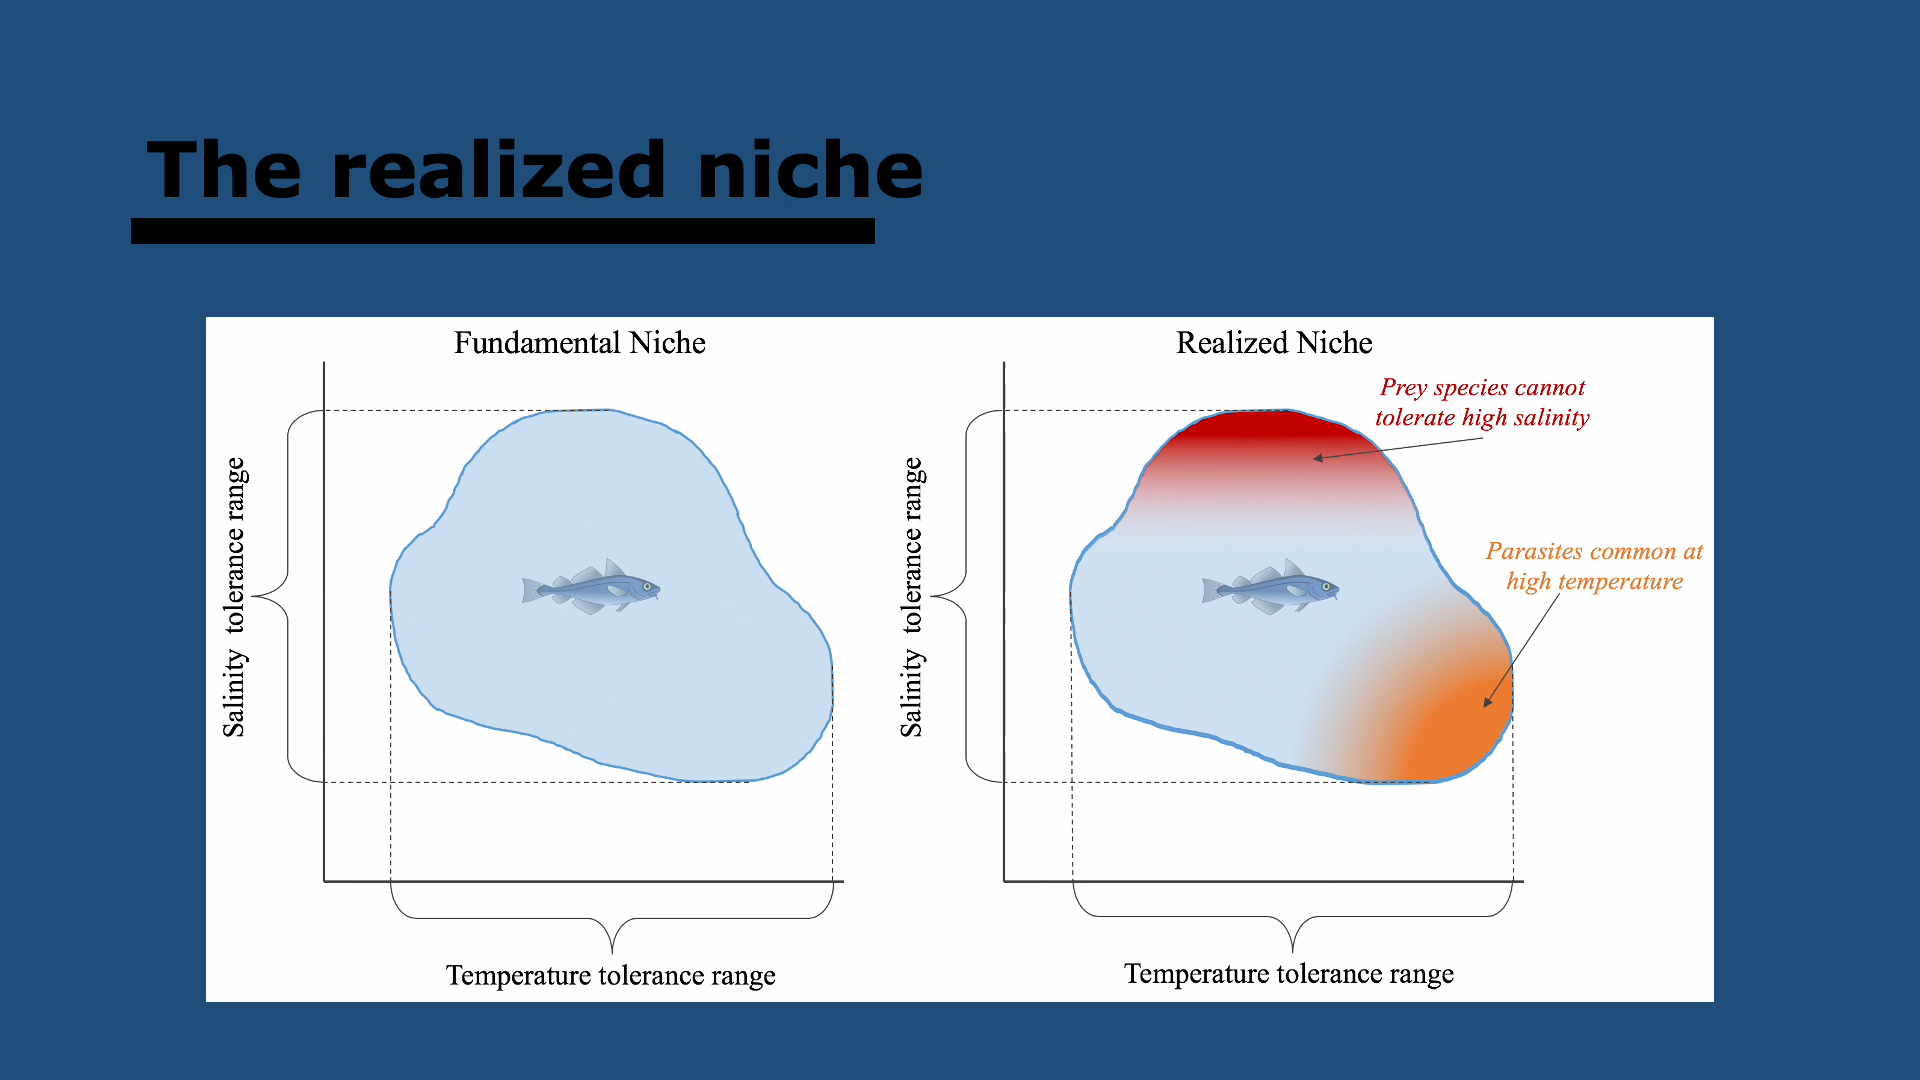 The realized niche
Fundamental Niche
Salinity tolerance range
Temperature tolerance range
Realized Niche
Prey species cannot
tolerate high salinity
Parasites common at
high temperature
Salinity tolerance range
Temperature tolerance range